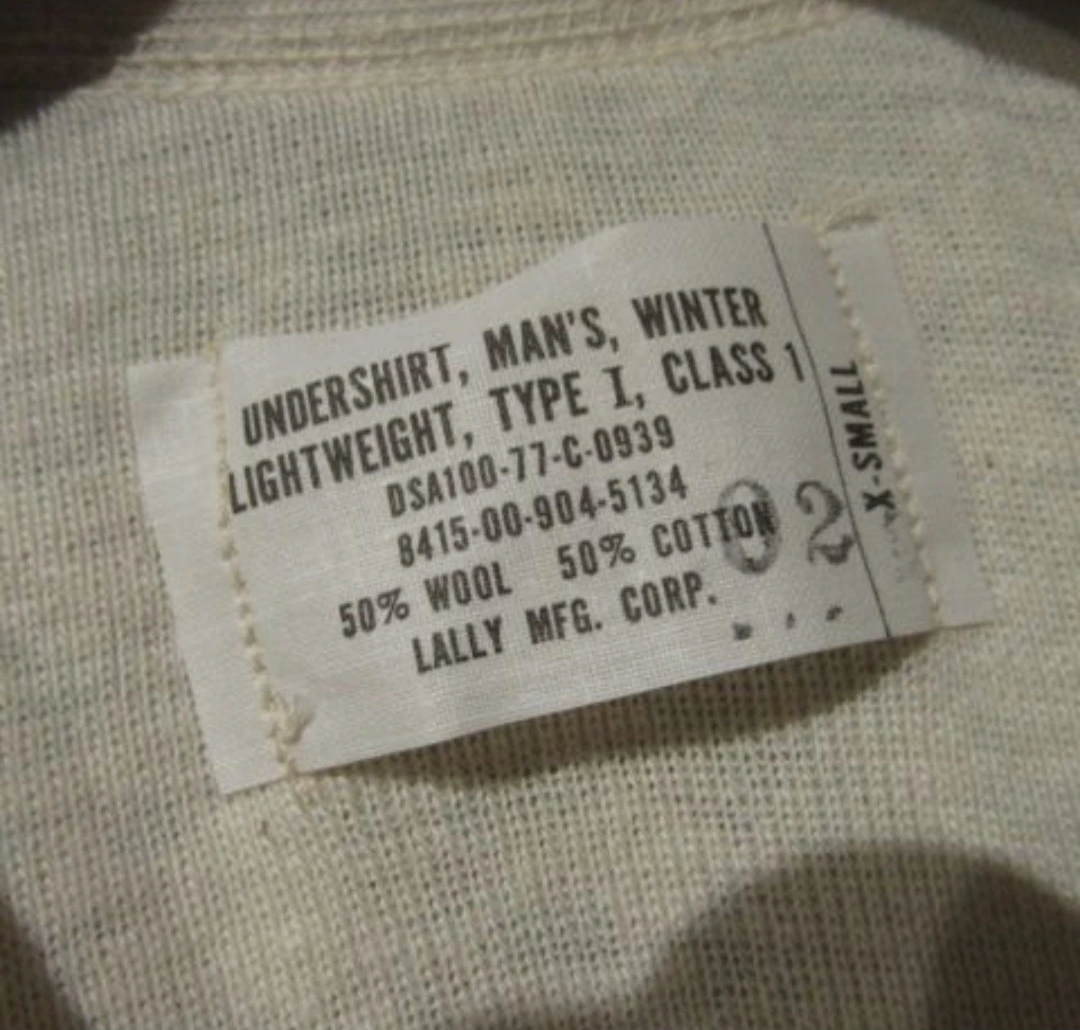 UNDERSHIRT, MAN'S, WINTER
LIGHTWEIGHT, TYPE I, CLASS 1
DSA100-77-C-0939
8415-00-904-5134
50% WOOL 50% COTTON
LALLY MFG. CORP.
02
X-SMALL